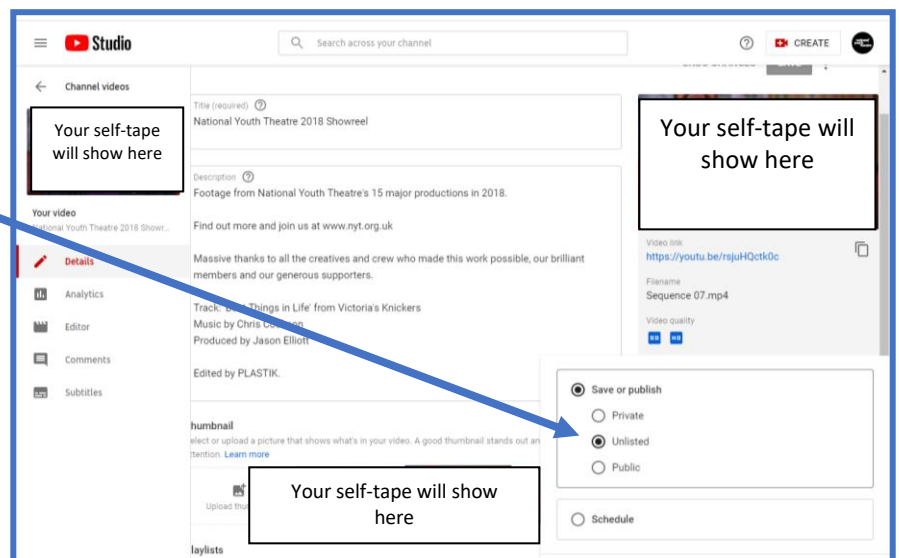 Studio
Search across your channel
CREATE
Channel videos
Your self-tape
will show here
Your video
National Youth Theatre 2018 Showr...
Details
Analytics
Editor
Comments
Subtitles
Title (required)
National Youth Theatre 2018 Showreel
Description
Footage from National Youth Theatre's 15 major productions in 2018.
Find out more and join us at www.nyt.org.uk
Massive thanks to all the creatives and crew who made this work possible, our brilliant
members and our generous supporters.
Track: Things in Life' from Victoria's Knickers
Music by Chris
Produced by Jason Elliott
Edited by PLASTIK.
humbnail
elect or upload a picture that shows what's in your video. A good thumbnail stands out an
ttention. Learn more
Upload thu
Your self-tape will show
here
laylists
Your self-tape will
show here
Video link
https://youtu.be/rsjuHQctk0c
Filename
Sequence 07.mp4
Video quality
SD HD
Save or publish
Private
Unlisted
Public
Schedule